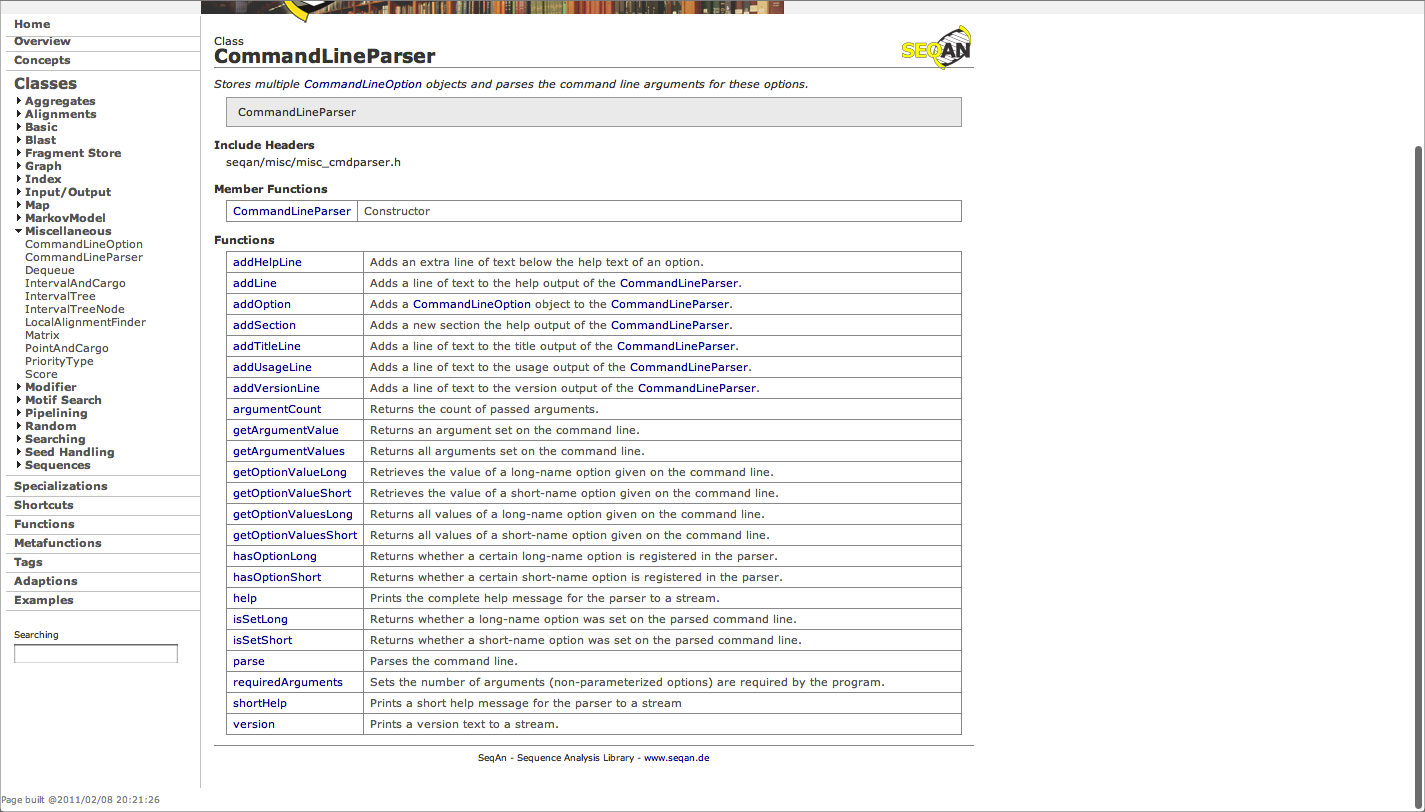 Home
Overview
Concepts
Classes
Aggregates
Alignments
Basic
Blast
Fragment Store
Graph
Index
Input/Output
Map
MarkovModel
Miscellaneous
CommandLineOption
CommandLineParser
Dequeue
IntervalAndCargo
IntervalTree
IntervalTreeNode
LocalAlignmentFinder
Matrix
PointAndCargo
PriorityType
Score
Modifier
Motif Search
Pipelining
Random
Searching
Seed Handling
Sequences
Specializations
Shortcuts
Functions
Metafunctions
Tags
Adaptions
Examples
Searching
Class
CommandLineParser
SEQAN
Stores multiple CommandLineOption objects and parses the command line arguments for these options.
CommandLineParser
Include Headers
seqan/misc/misc_cmdparser.h
Member Functions
CommandLineParser Constructor
Functions
addHelpLine Adds an extra line of text below the help text of an option.
addLine Adds a line of text to the help output of the CommandLineParser.
addOption Adds a CommandLineOption object to the CommandLineParser.
addSection Adds a new section the help output of the CommandLineParser.
addTitleLine Adds a line of text to the title output of the CommandLineParser.
addUsageLine Adds a line of text to the usage output of the CommandLineParser.
addVersionLine Adds a line of text to the version output of the CommandLineParser.
argumentCount Returns the count of passed arguments.
getArgumentValue Returns an argument set on the command line.
getArgumentValues Returns all arguments set on the command line.
getOptionValueLong Retrieves the value of a long-name option given on the command line.
getOptionValueShort Retrieves the value of a short-name option given on the command line.
getOptionValuesLong Returns all values of a long-name option given on the command line.
getOptionValuesShort Returns all values of a short-name option given on the command line.
hasOptionLong Returns whether a certain long-name option is registered in the parser.
hasOptionShort Returns whether a certain short-name option is registered in the parser.
help Prints the complete help message for the parser to a stream.
isSetLong Returns whether a long-name option was set on the parsed command line.
isSetShort Returns whether a short-name option was set on the parsed command line.
parse Parses the command line.
requiredArguments Sets the number of arguments (non-parameterized options) are required by the program.
shortHelp Prints a short help message for the parser to a stream
version Prints a version text to a stream.
SeqAn - Sequence Analysis Library - www.seqan.de
Page built @2011/02/08 20:21:26